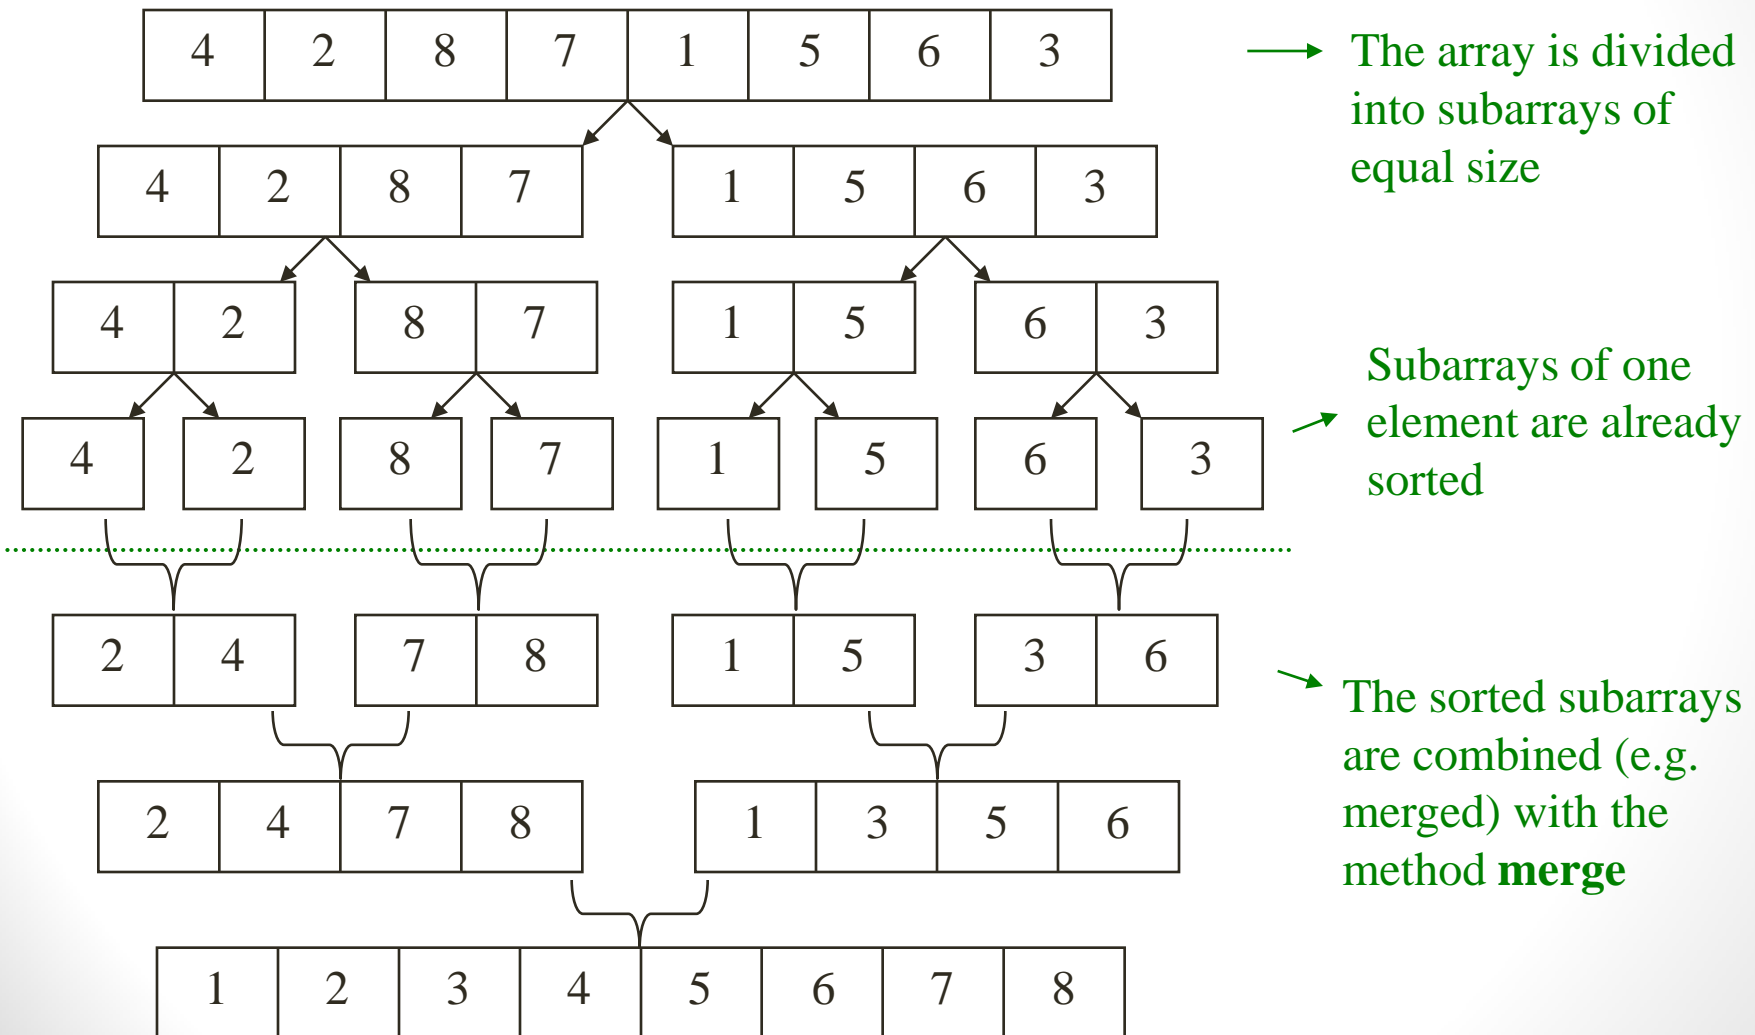 4 2 8 7 1 5 6 3
The array is divided
into subarrays of
equal size
4 2 8 7 1 5 6 3
4 2 8 7 1 5 6 3
4 2 8 7 1 5 6 3
Subarrays of one
element are already
sorted
2 4 7 8 1 5 3 6
The sorted subarrays
are combined (e.g.
merged) with the
method merge
2 4 7 8 1 3 5 6
1 2 3 4 5 6 7 8